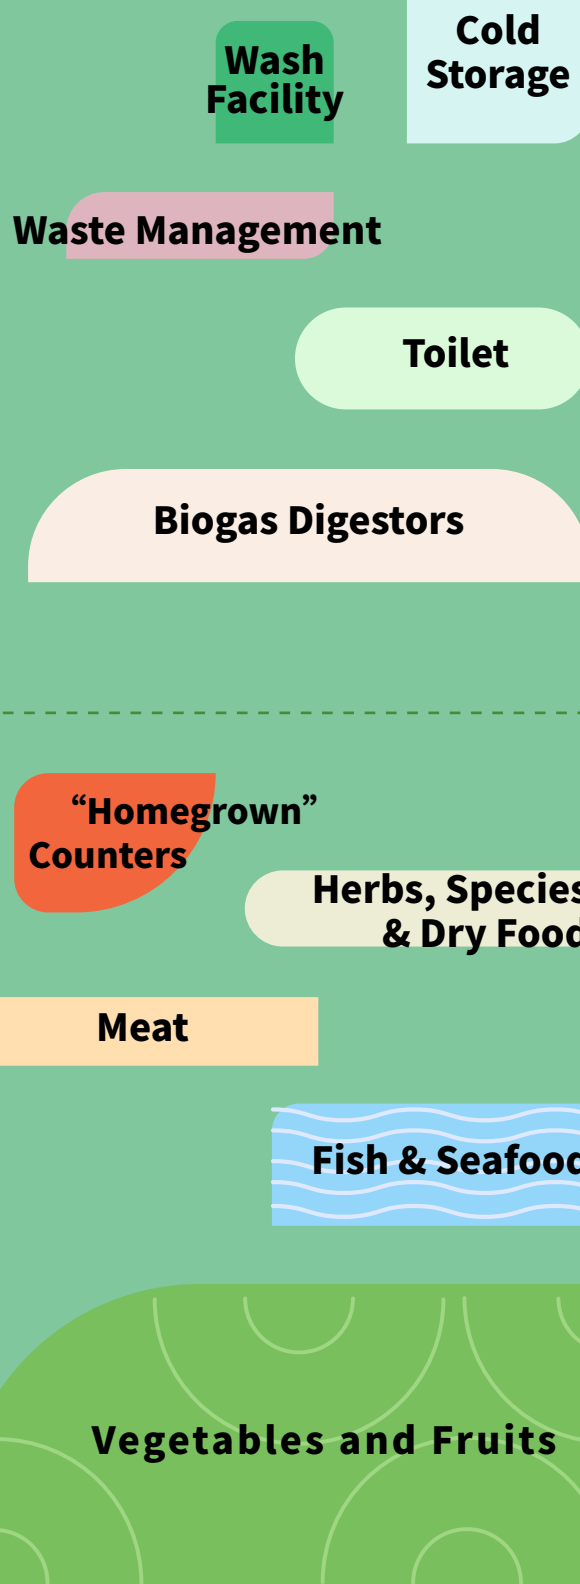 Cold
Storage
Wash
Facility
Waste Management
Toilet
Biogas Digestors
“Homegrown”
Counters
Herbs, Species
& Dry Food
Meat
Fish & Seafood
Vegetables and Fruits